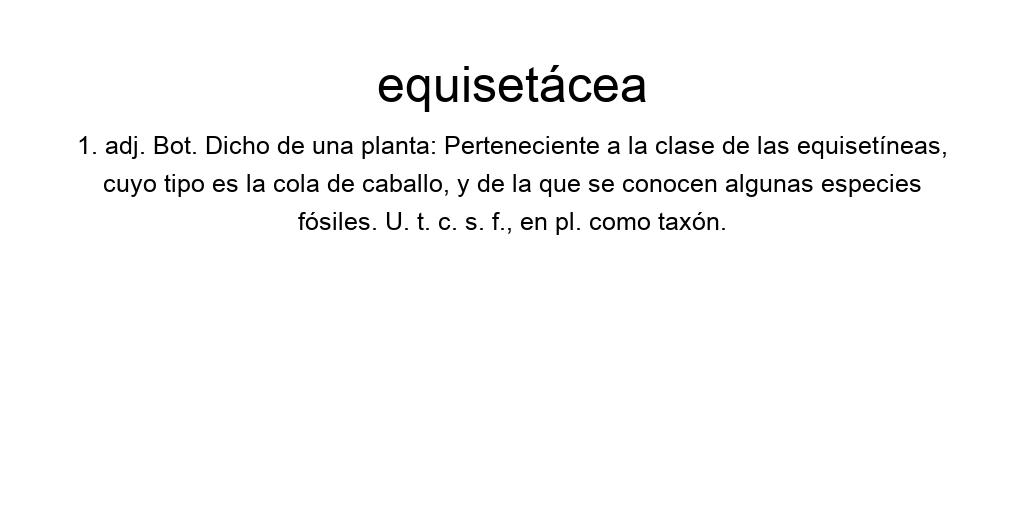 equisetácea
1. adj. Bot. Dicho de una planta: Perteneciente a la clase de las equisetíneas,
cuyo tipo es la cola de caballo, y de la que se conocen algunas especies
fósiles. U. t. c. s. f., en pl. como taxón.